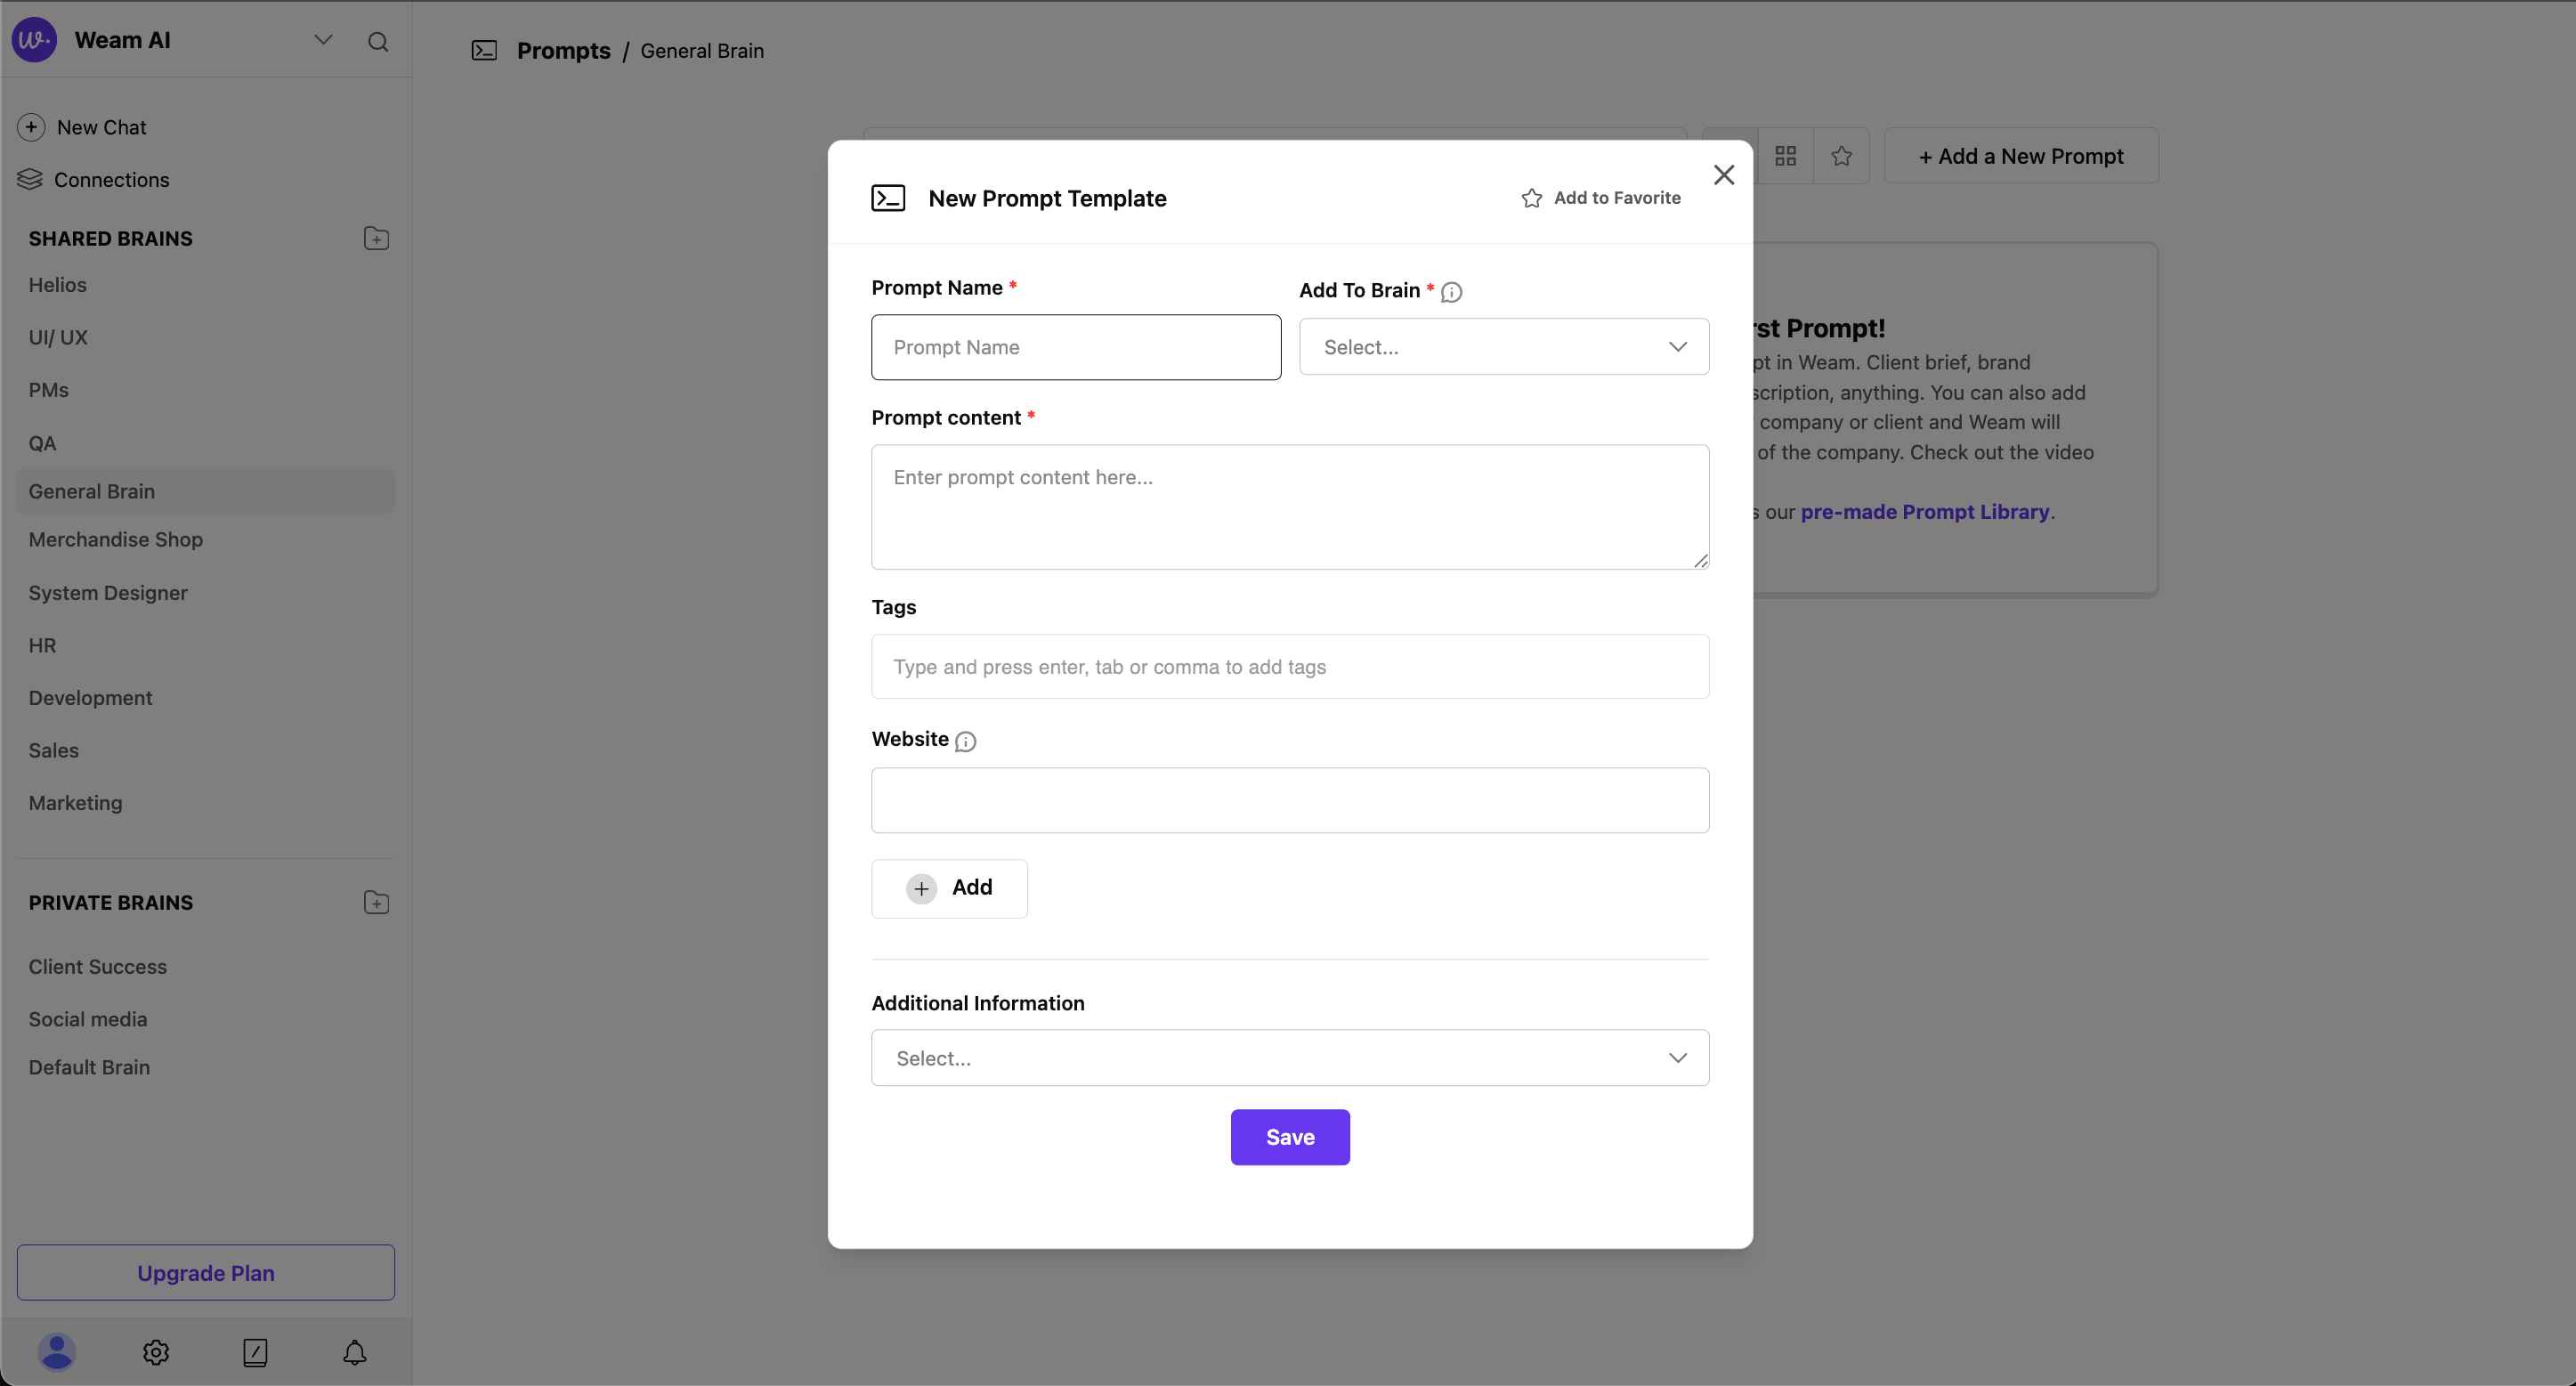 Weam AI
New Chat
Connections
SHARED BRAINS
Helios
UI/ UX
PMs
QA
General Brain
Merchandise Shop
System Designer
HR
Development
Sales
Marketing
PRIVATE BRAINS
Client Success
Social media
Default Brain
Upgrade Plan
Prompts / General Brain
+ Add a New Prompt
New Prompt Template
Add to Favorite
Prompt Name *
Add To Brain *
Prompt Name
Select...
Prompt content *
Enter prompt content here...
Tags
Type and press enter, tab or comma to add tags
Website
Add
Additional Information
Select...
Save
Prompt!
in Weam. Client brief, brand
anything. You can also add
company or client and Weam will
of the company. Check out the video
our pre-made Prompt Library.